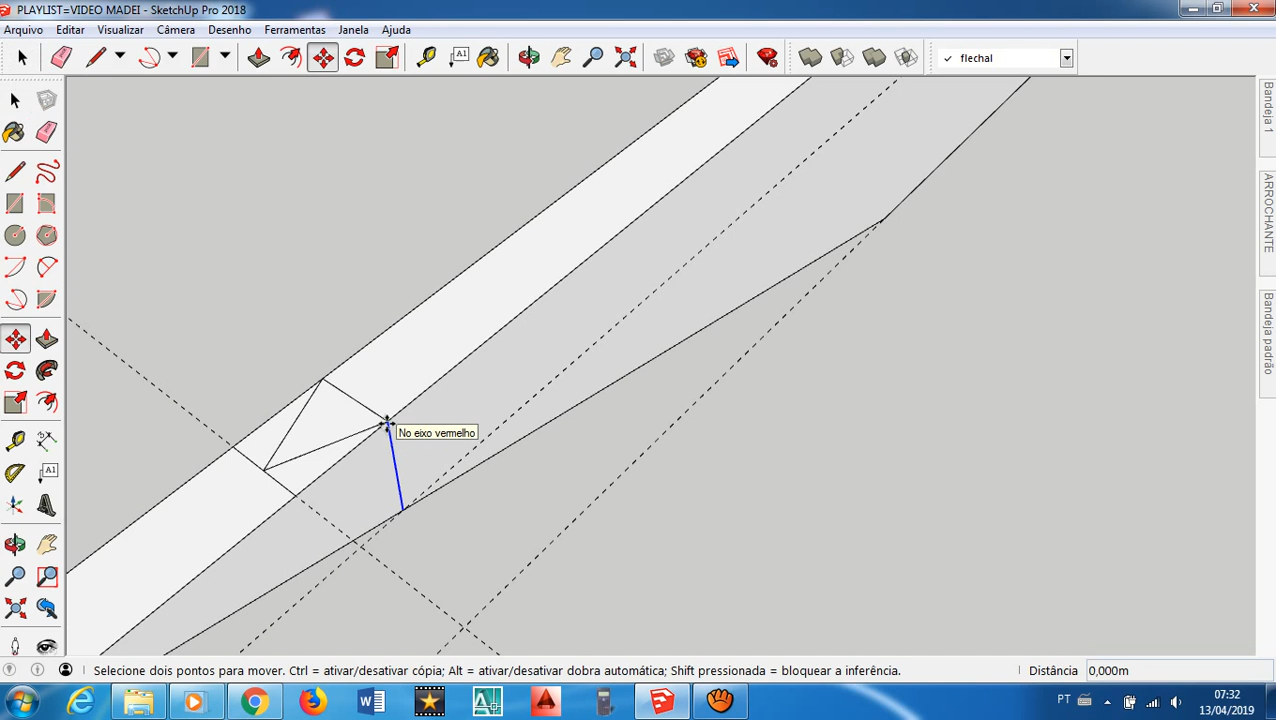 PLAYLIST=VIDEO MADEI - SketchUp Pro 2018
Arquivo Editar Visualizar Câmera Desenho Ferramentas Janela Ajuda
A1
✓ flechal
Bandeja 1
ARROCHANTE
Bandeja padrão
No eixo vermelho
A1
Selecione dois pontos para mover. Ctrl = ativar/desativar cópia; Alt = ativar/desativar dobra automática; Shift pressionada = bloquear a inferência.
Distância 0,000m
PT
07:32
13/04/2019